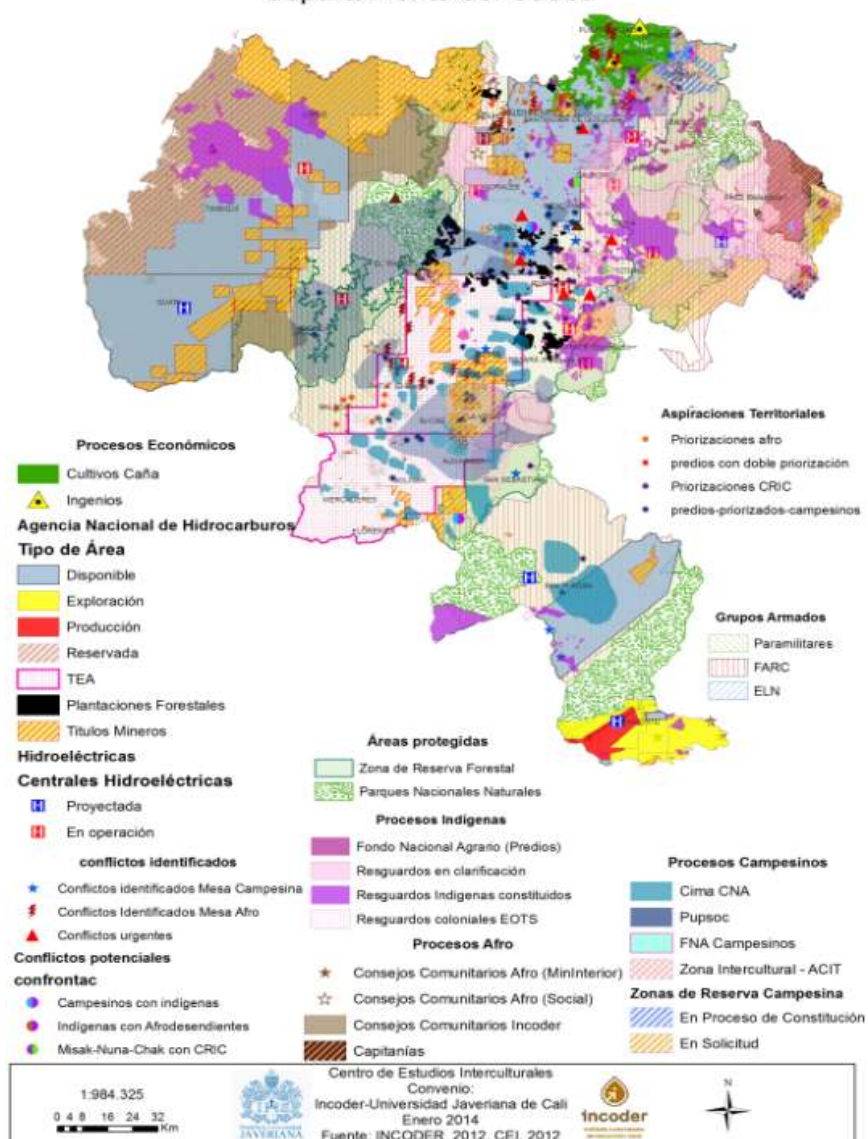 Procesos Económicos
Cultivos Caña
Ingenios
Agencia Nacional de Hidrocarburos
Tipo de Área
Disponible
Exploración
Producción
Reservada
TEA
Plantaciones Forestales
Titulos Mineros
Hidroeléctricas
Centrales Hidroeléctricas
Proyectada
En operación
conflictos identificados
Conflictos identificados Mesa Campesina
Conflictos Identificados Mesa Afro
Conflictos urgentes
Conflictos potenciales
confrontac
Campesinos con indígenas
Indígenas con Afrodesendientes
Misak-Nuna-Chak con CRIC
Áreas protegidas
Zona de Reserva Forestal
Parques Nacionales Naturales
Procesos Indígenas
Fondo Nacional Agrario (Predios)
Resguardos en clarificación
Resguardos Indígenas constituidos
Resguardos coloniales EOTS
Procesos Afro
Consejos Comunitarios Afro (MinInterior)
Consejos Comunitarios Afro (Social)
Consejos Comunitarios Incoder
Capitanías
Aspiraciones Territoriales
Priorizaciones afro
predios con doble priorización
Priorizaciones CRIC
predios-priorizados-campesinos
Grupos Armados
Paramilitares
FARC
ELN
Procesos Campesinos
Cima CNA
Pupsoc
FNA Campesinos
Zona Intercultural - ACIT
Zonas de Reserva Campesina
En Proceso de Constitución
En Solicitud
1:984.325
0 4 8 16 24 32
Km
JAVERIANA
Centro de Estudios Interculturales
Convenio:
Incoder-Universidad Javeriana de Cali
Enero 2014
Fuente: INCODER, 2012, CEI, 2012
incoder
N